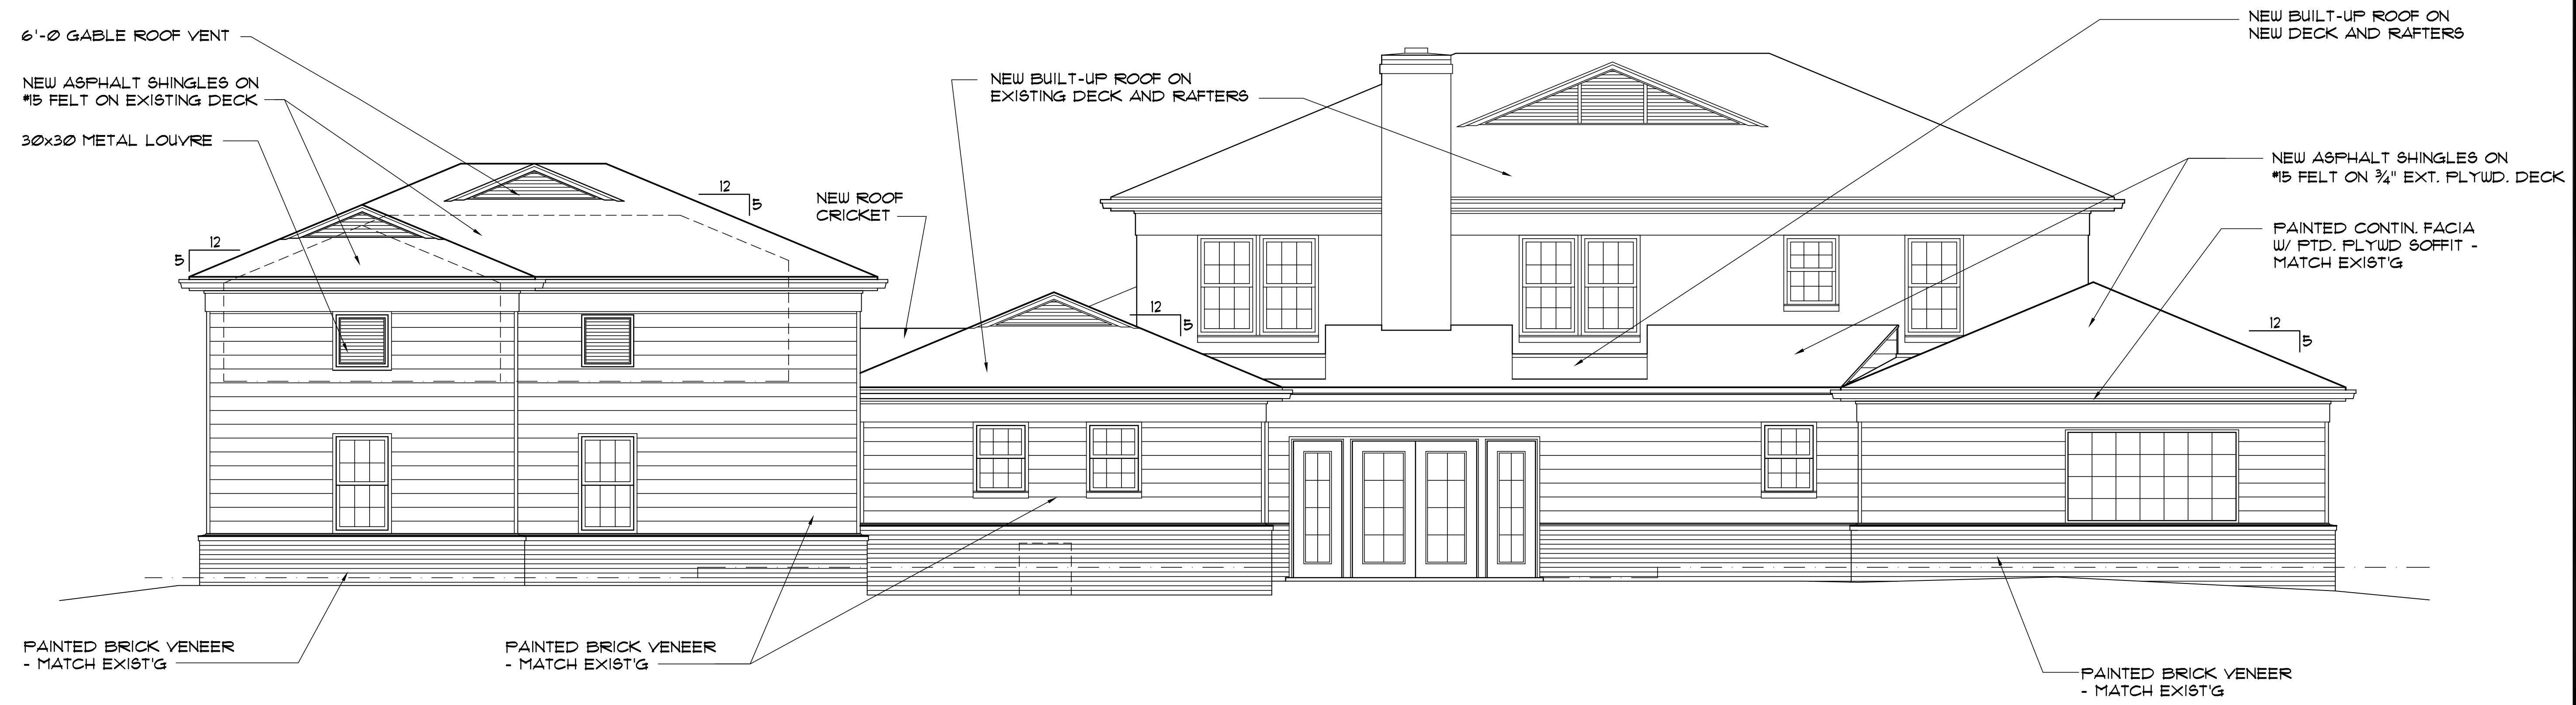 6'-0 GABLE ROOF VENT
NEW ASPHALT SHINGLES ON
#15 FELT ON EXISTING DECK
30x30 METAL LOUVRE
12
5
12
5
NEW ROOF
CRICKET
NEW BUILT-UP ROOF ON
EXISTING DECK AND RAFTERS
12
5
NEW BUILT-UP ROOF ON
NEW DECK AND RAFTERS
NEW ASPHALT SHINGLES ON
#15 FELT ON ¾" EXT. PLYWD. DECK
PAINTED CONTIN. FACIA
W/ PTD. PLYWD SOFFIT -
MATCH EXIST'G
12
5
PAINTED BRICK VENEER
- MATCH EXIST'G
PAINTED BRICK VENEER
- MATCH EXIST'G
PAINTED BRICK VENEER
- MATCH EXIST'G